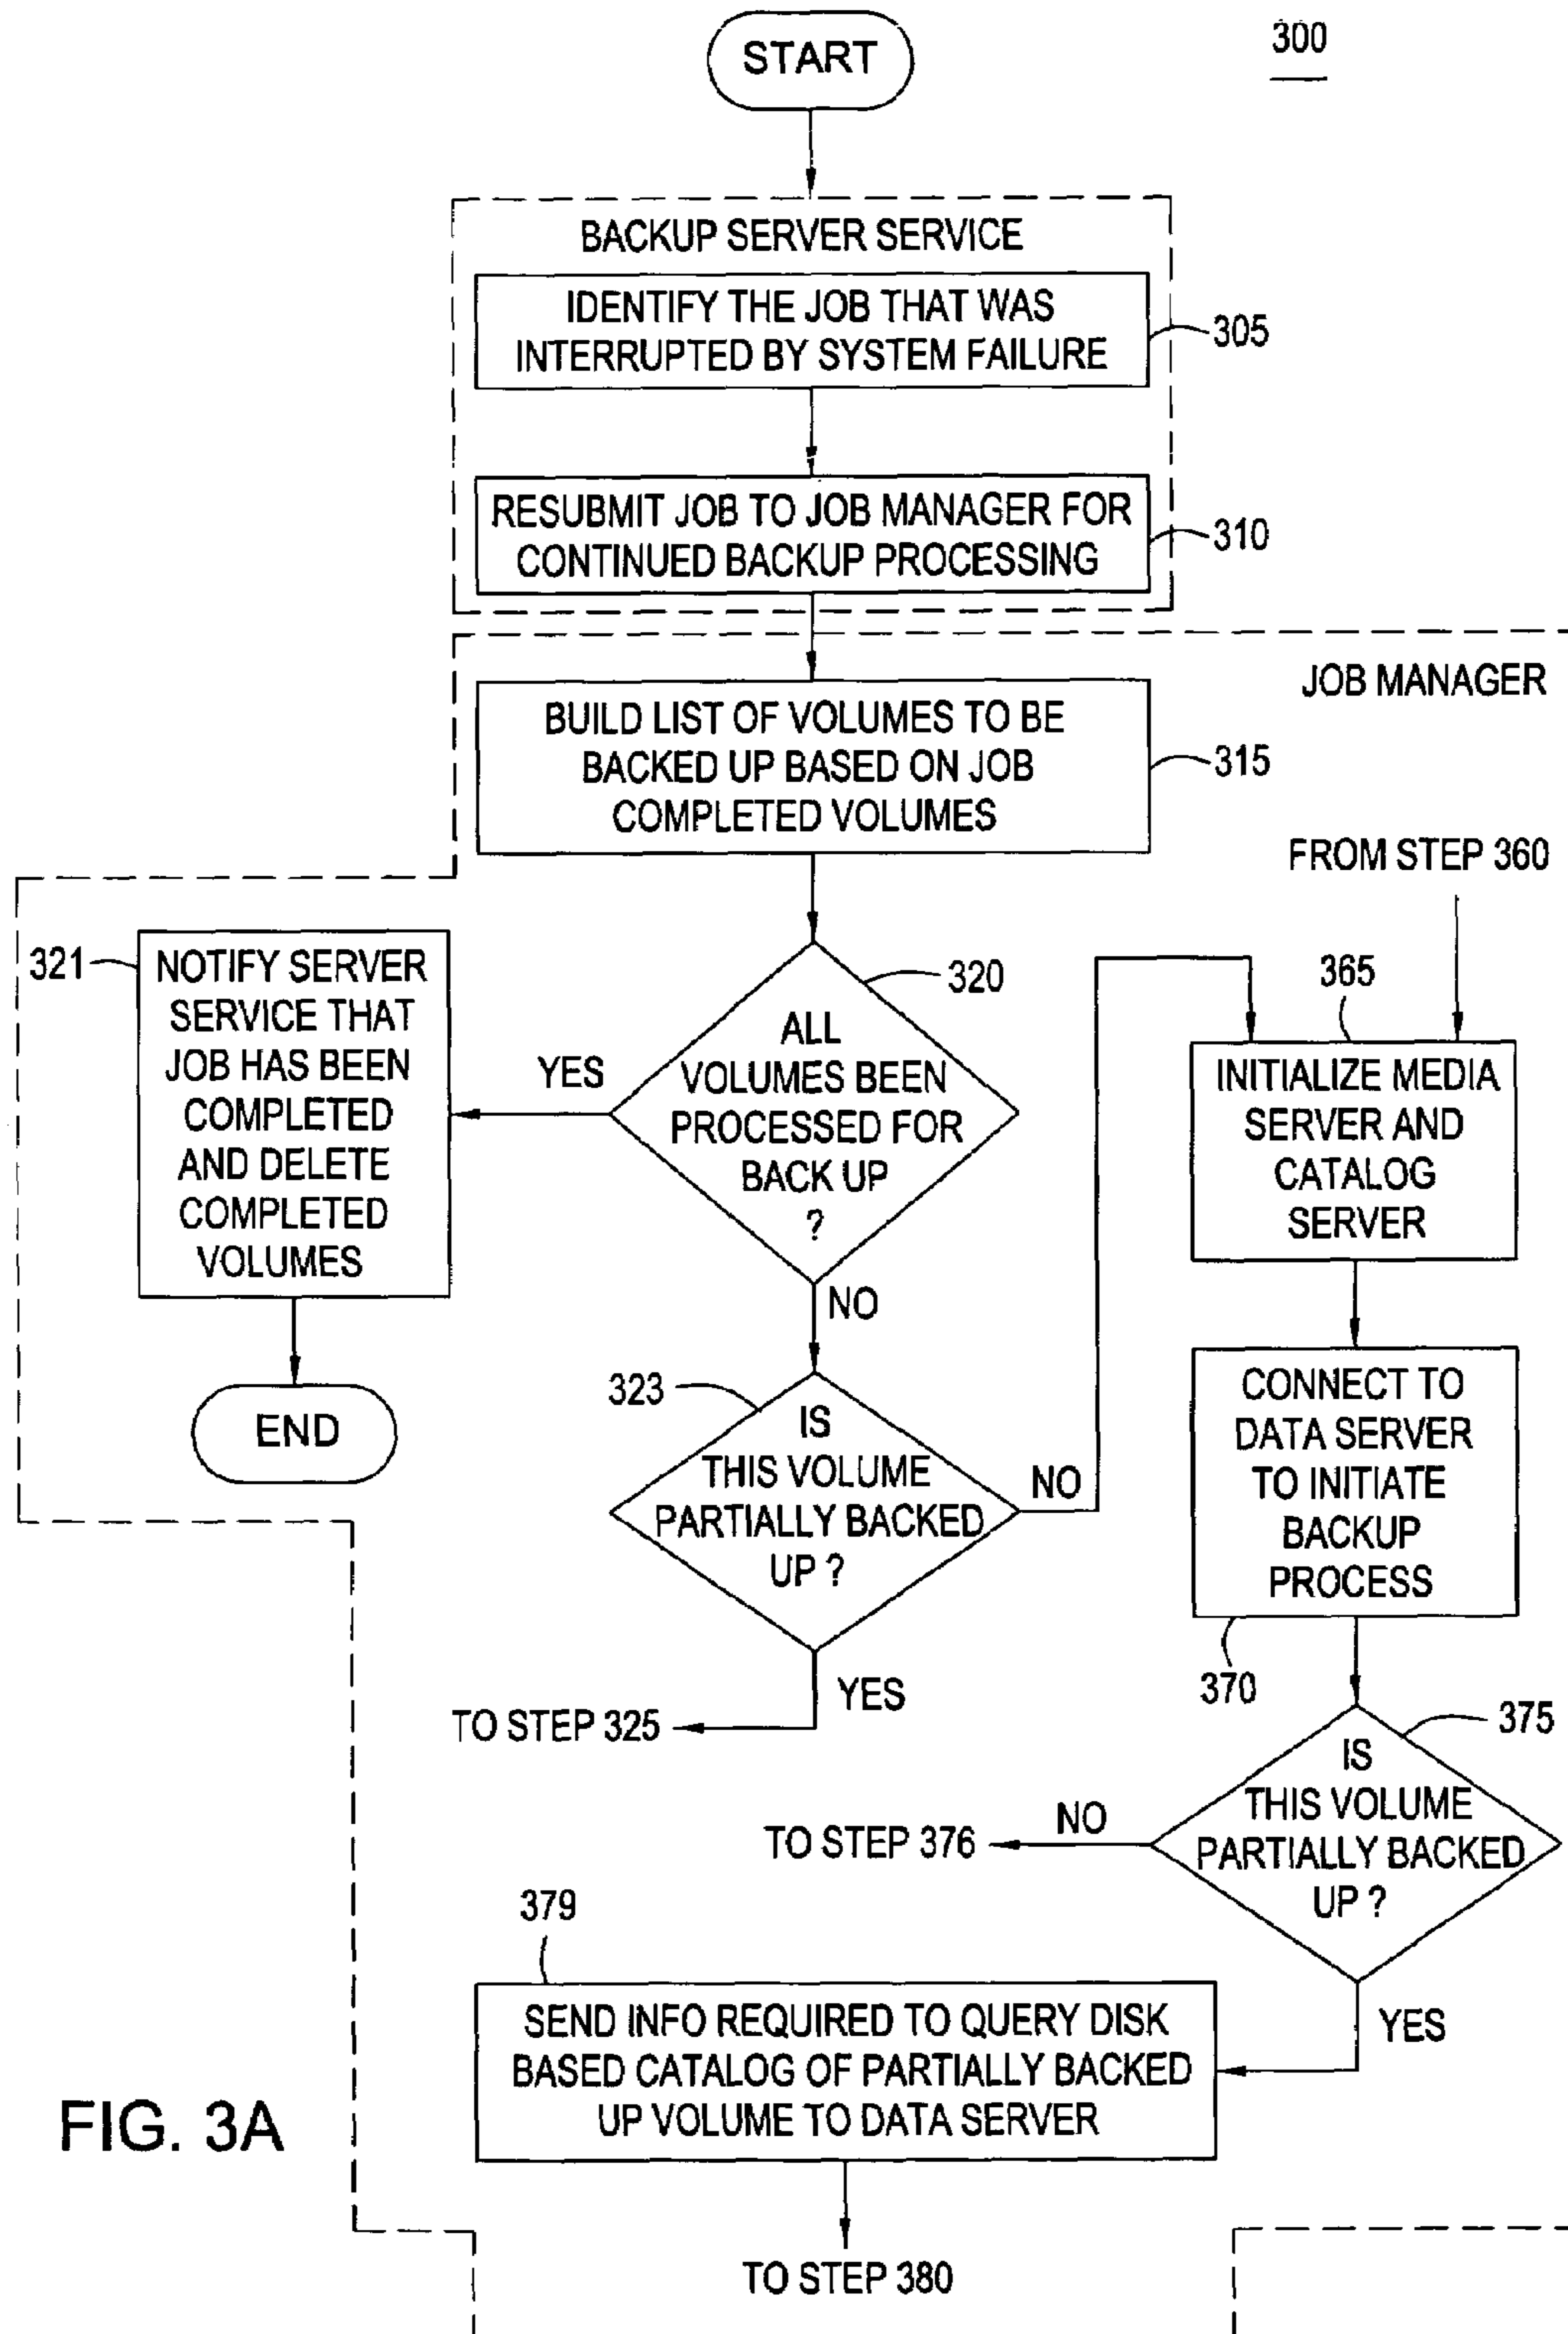 START
300
BACKUP SERVER SERVICE
IDENTIFY THE JOB THAT WAS
INTERRUPTED BY SYSTEM FAILURE
305
RESUBMIT JOB TO JOB MANAGER FOR
CONTINUED BACKUP PROCESSING
310
JOB MANAGER
BUILD LIST OF VOLUMES TO BE
BACKED UP BASED ON JOB
COMPLETED VOLUMES
315
FROM STEP 360
321
NOTIFY SERVER
SERVICE THAT
JOB HAS BEEN
COMPLETED
AND DELETE
COMPLETED
VOLUMES
END
320
ALL
VOLUMES BEEN
PROCESSED FOR
BACK UP
?
YES
NO
323
IS
THIS VOLUME
PARTIALLY BACKED
UP ?
NO
YES
TO STEP 325
365
INITIALIZE MEDIA
SERVER AND
CATALOG
SERVER
CONNECT TO
DATA SERVER
TO INITIATE
BACKUP
PROCESS
370
375
IS
THIS VOLUME
PARTIALLY BACKED
UP ?
NO
TO STEP 376
YES
379
SEND INFO REQUIRED TO QUERY DISK
BASED CATALOG OF PARTIALLY BACKED
UP VOLUME TO DATA SERVER
TO STEP 380
FIG. 3A